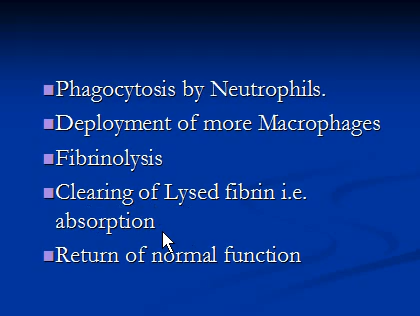 Phagocytosis by Neutrophils.
Deployment of more Macrophages
Fibrinolysis
Clearing of Lysed fibrin i.e.
absorption
Return of normal function